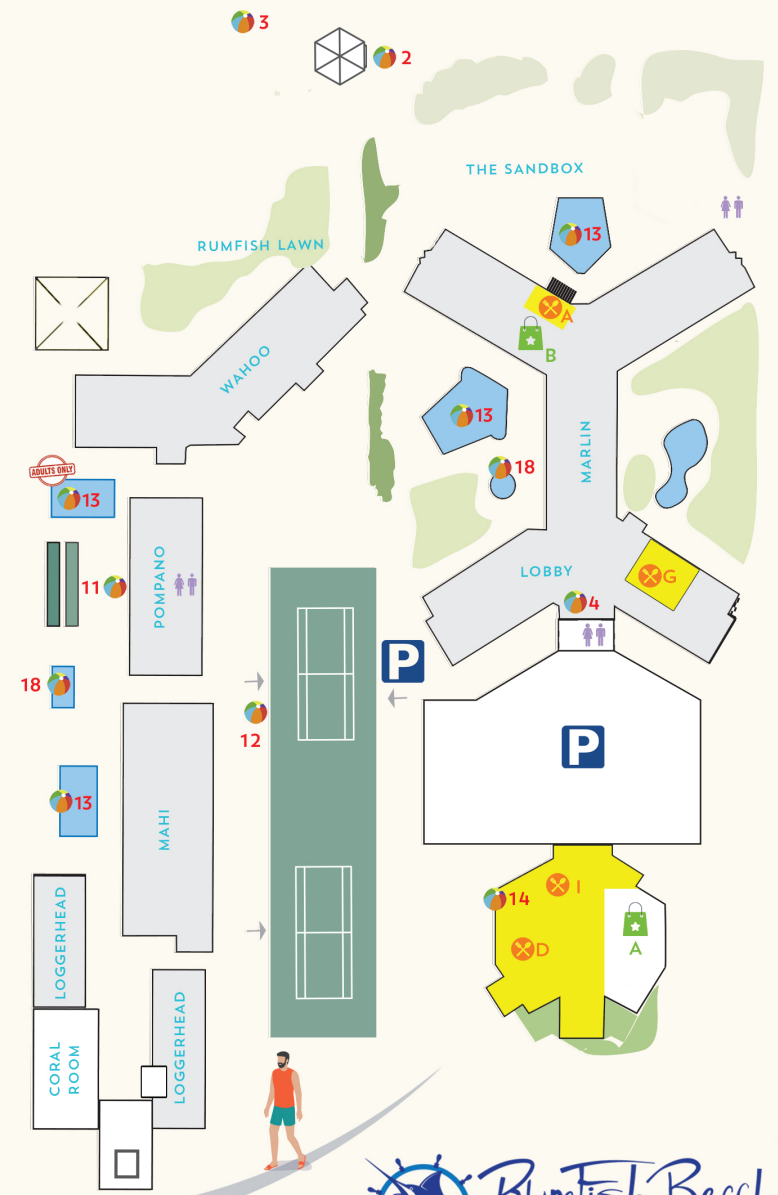 3
2
THE SANDBOX
13
RUMFISH LAWN
A
B
WAHOO
13
MARLIN
18
ADULTS ONLY
13
11
POMPANO
LOBBY
G
4
18
P
12
P
13
MAHI
14
I
A
D
LOGGERHEAD
CORAL
ROOM
LOGGERHEAD